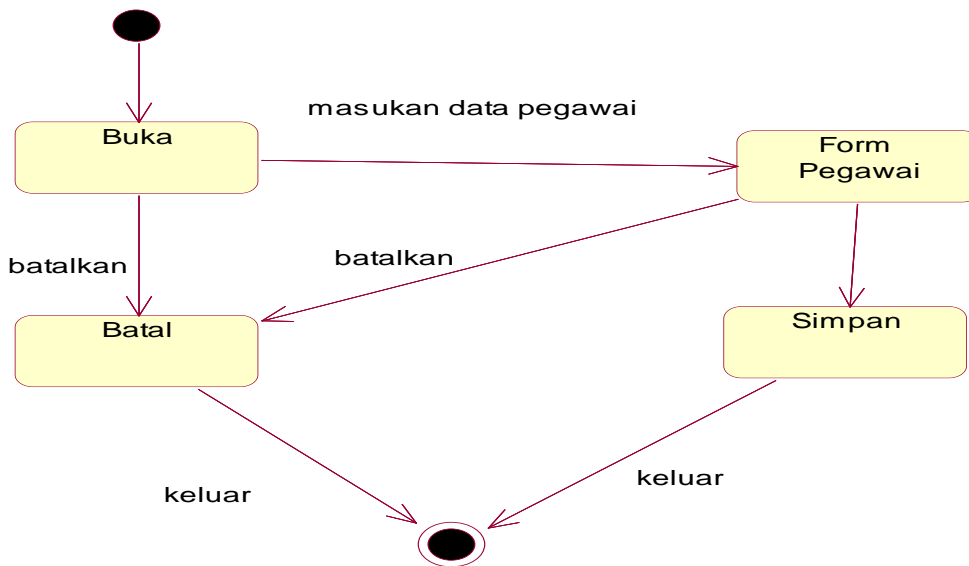 masukan data pegawai
Buka
Form
Pegawai
batalkan
batalkan
Batal
Simpan
keluar
keluar